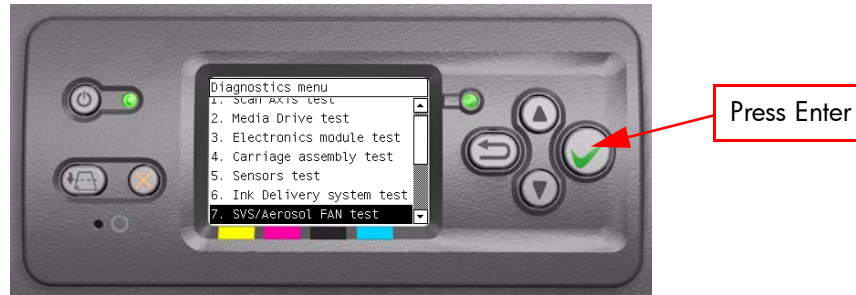 Diagnostics menu
1. Scan Axis test
2. Media Drive test
3. Electronics module test
4. Carriage assembly test
5. Sensors test
6. Ink Delivery system test
7. SVS/Aerosol FAN test
Press Enter